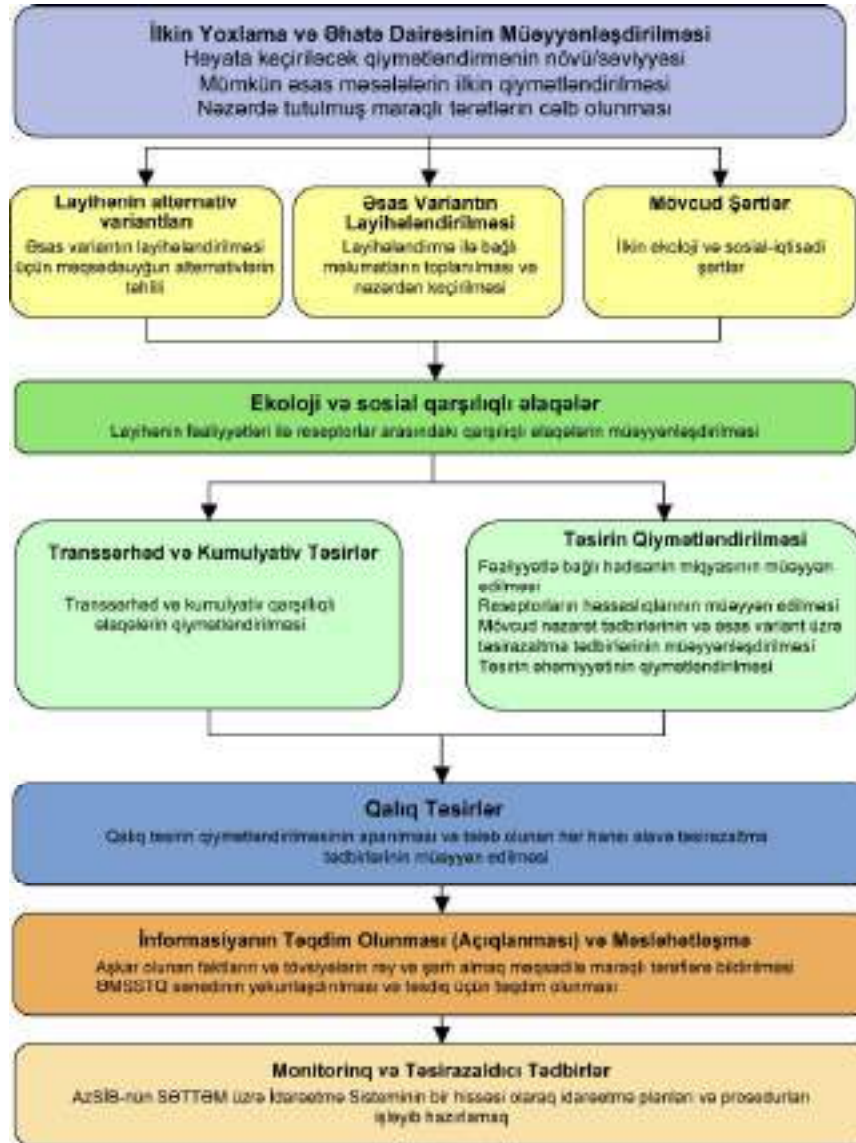 İlkin Yoxlama və Əhatə Dairəsinin Müəyyənləşdirilməsi
Həyata keçiriləcək qiymətləndirmənin növü/səviyyəsi
Mümkün əsas məsələlərin ilkin qiymətləndirilməsi
Nəzərdə tutulmuş maraqlı tərəflərin cəlb olunması
Layihənin alternativ
variantları
Əsas variantın layihələndirilməsi
üçün məqsədəuyğun alternativlərin
təhlili
Əsas Variantın
Layihələndirilməsi
Layihələndirmə ilə bağlı
məlumatların toplanılması və
nəzərdən keçirilməsi
Mövcud Şərtlər
İlkin ekoloji və sosial-iqtisadi
şərtlər
Ekoloji və sosial qarşılıqlı əlaqələr
Layihənin fəaliyyətləri ilə reseptorlar arasındakı qarşılıqlı əlaqələrin müəyyənləşdirilməsi
Transsərhəd və Kumulyativ Təsirlər
Transsərhəd və kumulyativ qarşılıqlı
əlaqələrin qiymətləndirilməsi
Təsirin Qiymətləndirilməsi
Fəaliyyətlə bağlı hadisənin miqyasının müəyyən
edilməsi
Reseptorların həssaslıqlarının müəyyən edilməsi
Mövcud nəzarət tədbirlərinin və əsas variant üzrə
təsirazaltma tədbirlərinin müəyyənləşdirilməsi
Təsirin əhəmiyyətinin qiymətləndirilməsi
Qalıq Təsirlər
Qalıq təsirin qiymətləndirilməsinin aparılması və tələb olunan hər hansı əlavə təsirazaltma
tədbirlərinin müəyyən edilməsi
İnformasiyanın Təqdim Olunması (Açıqlanması) və Məsləhətləşmə
Aşkar olunan faktların və tövsiyələrin rəy və şərh almaq məqsədilə maraqlı tərəflərə bildirilməsi
ƏMSSTQ sənədinin yekunlaşdırılması və təsdiq üçün təqdim olunması
Monitorinq və Təsirazaldıcı Tədbirlər
AzSİB-nün SƏTTƏM üzrə İdarəetmə Sisteminin bir hissəsi olaraq idarəetmə planları və prosedurları
işləyib hazırlamaq